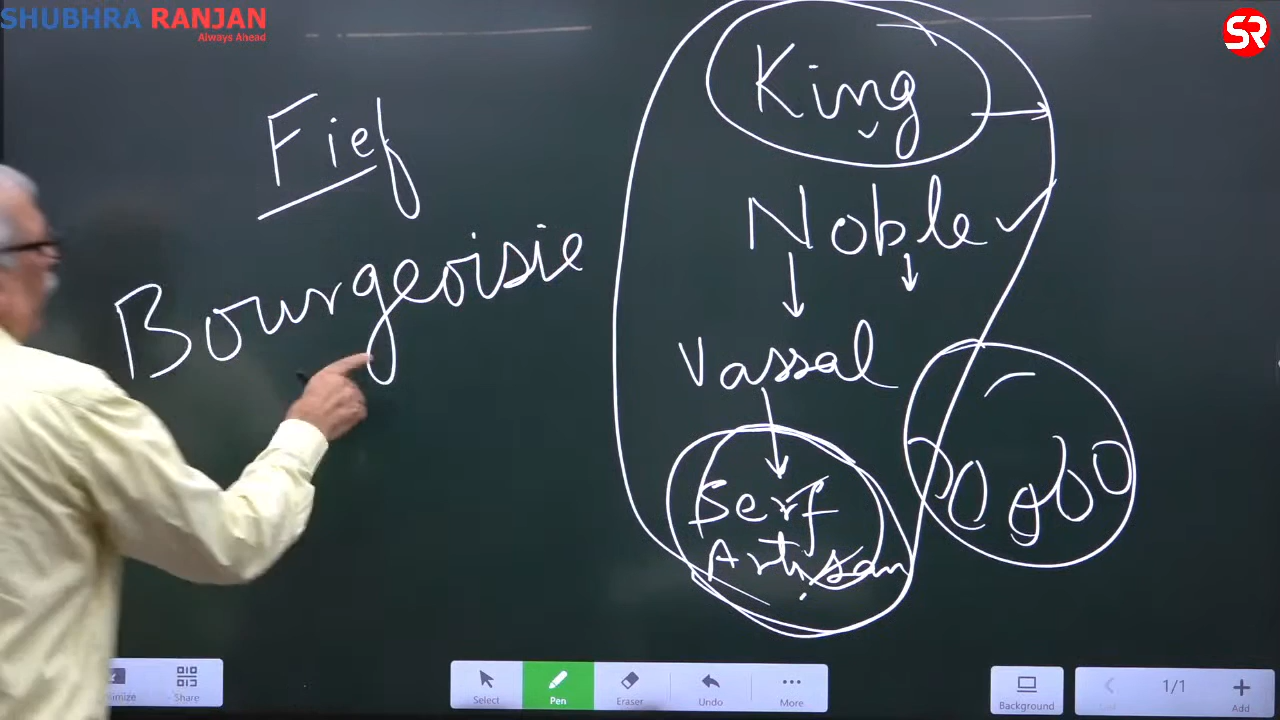 SHUBHRA RANJAN
Always Ahead
SR
Fief
Bourgeoisie
King
Noble
Vassal
Serf
Artisan
Share
Select
Pen
Eraser
Undo
More
Background
1/1
Add